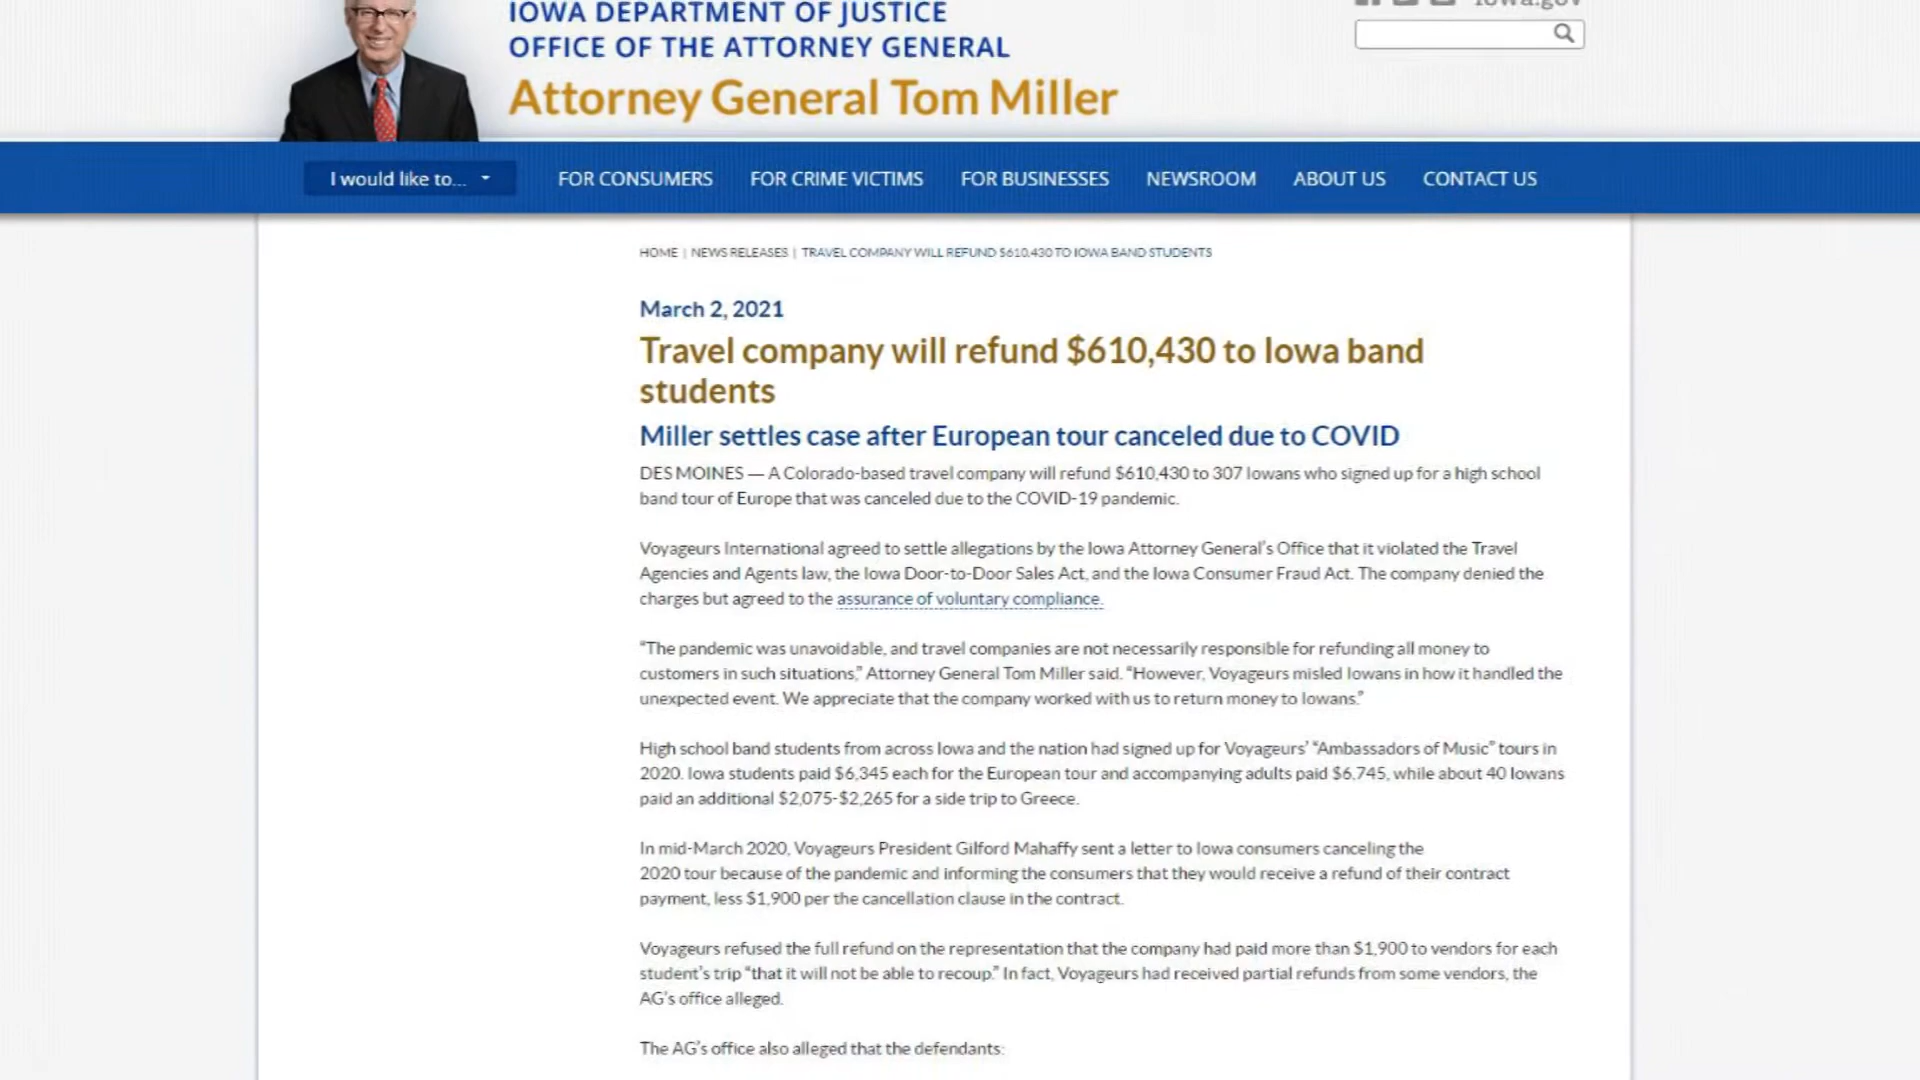 IOWA DEPARTMENT OF JUSTICE
OFFICE OF THE ATTORNEY GENERAL
Attorney General Tom Miller
iowa.gov
I would like to...
FOR CONSUMERS
FOR CRIME VICTIMS
FOR BUSINESSES
NEWSROOM
ABOUT US
CONTACT US
HOME | NEWS RELEASES | TRAVEL COMPANY WILL REFUND $610,430 TO IOWA BAND STUDENTS
March 2, 2021
Travel company will refund $610,430 to Iowa band
students
Miller settles case after European tour canceled due to COVID
DES MOINES — A Colorado-based travel company will refund $610,430 to 307 Iowans who signed up for a high school
band tour of Europe that was canceled due to the COVID-19 pandemic.
Voyageurs International agreed to settle allegations by the Iowa Attorney General's Office that it violated the Travel
Agencies and Agents law, the Iowa Door-to-Door Sales Act, and the Iowa Consumer Fraud Act. The company denied the
charges but agreed to the assurance of voluntary compliance.
“The pandemic was unavoidable, and travel companies are not necessarily responsible for refunding all money to
customers in such situations,” Attorney General Tom Miller said. “However, Voyageurs misled Iowans in how it handled the
unexpected event. We appreciate that the company worked with us to return money to Iowans.”
High school band students from across Iowa and the nation had signed up for Voyageurs’ “Ambassadors of Music” tours in
2020. Iowa students paid $6,345 each for the European tour and accompanying adults paid $6,745, while about 40 Iowans
paid an additional $2,075-$2,265 for a side trip to Greece.
In mid-March 2020, Voyageurs President Gilford Mahaffy sent a letter to Iowa consumers canceling the
2020 tour because of the pandemic and informing the consumers that they would receive a refund of their contract
payment, less $1,900 per the cancellation clause in the contract.
Voyageurs refused the full refund on the representation that the company had paid more than $1,900 to vendors for each
student’s trip “that it will not be able to recoup.” In fact, Voyageurs had received partial refunds from some vendors, the
AG’s office alleged.
The AG’s office also alleged that the defendants: